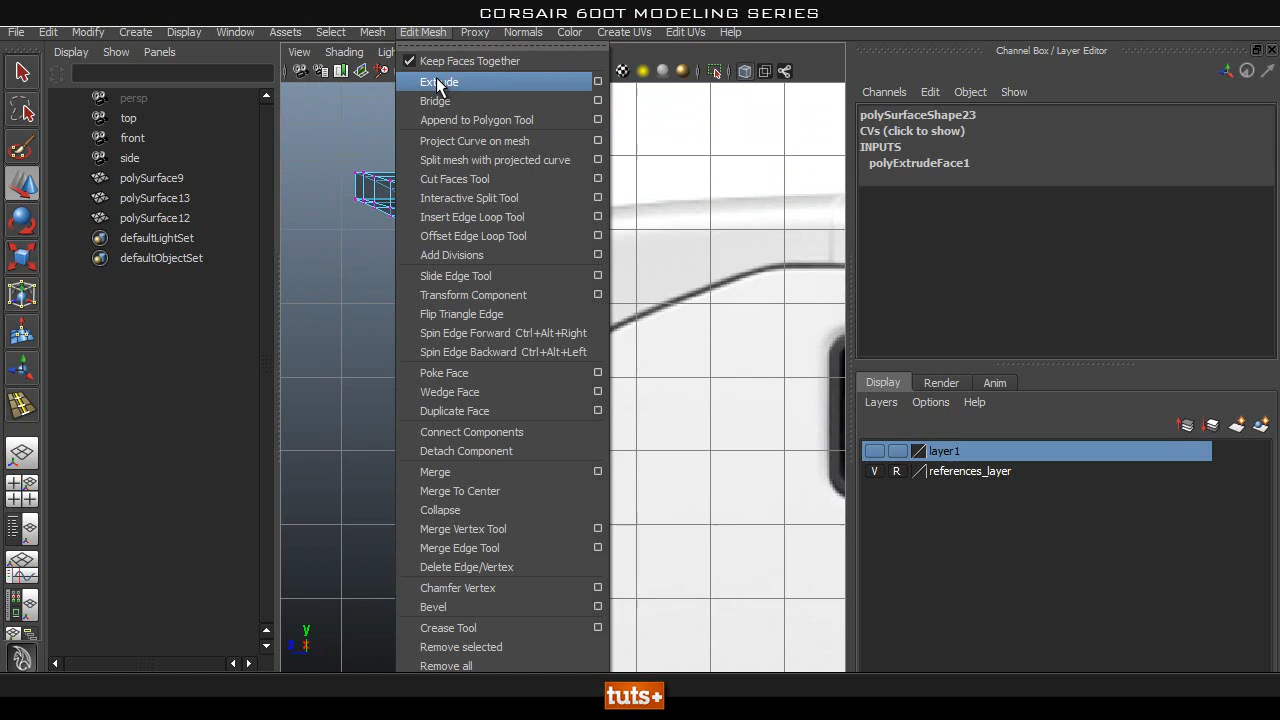 CORSAIR 600T MODELING SERIES
File Edit Modify Create Display Window Assets Select Mesh Edit Mesh Proxy Normals Color Create UVs Edit UVs Help
Display Show Panels
persp
top
front
side
polySurface9
polySurface13
polySurface12
defaultLightSet
defaultObjectSet
View Shading Lig
y
Keep Faces Together
Extrude
Bridge
Append to Polygon Tool
Project Curve on mesh
Split mesh with projected curve
Cut Faces Tool
Interactive Split Tool
Insert Edge Loop Tool
Offset Edge Loop Tool
Add Divisions
Slide Edge Tool
Transform Component
Flip Triangle Edge
Spin Edge Forward Ctrl+Alt+Right
Spin Edge Backward Ctrl+Alt+Left
Poke Face
Wedge Face
Duplicate Face
Connect Components
Detach Component
Merge
Merge To Center
Collapse
Merge Vertex Tool
Merge Edge Tool
Delete Edge/Vertex
Chamfer Vertex
Bevel
Crease Tool
Remove selected
Remove all
Channel Box / Layer Editor
Channels Edit Object Show
polySurfaceShape23
CVs (click to show)
INPUTS
polyExtrudeFace1
Display Render Anim
Layers Options Help
layer1
V R references_layer
tuts+